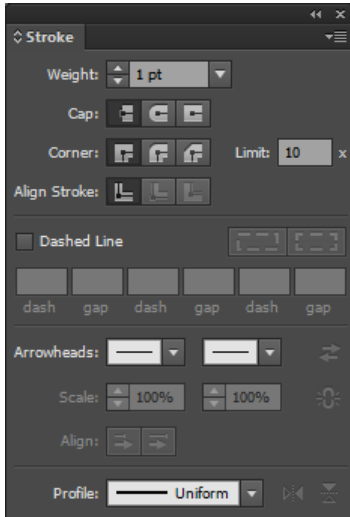 Stroke
Weight: 1 pt
Cap:
Corner: Limit: 10 x
Align Stroke:
Dashed Line
dash gap dash gap dash gap
Arrowheads:
Scale: 100% 100%
Align:
Profile: Uniform